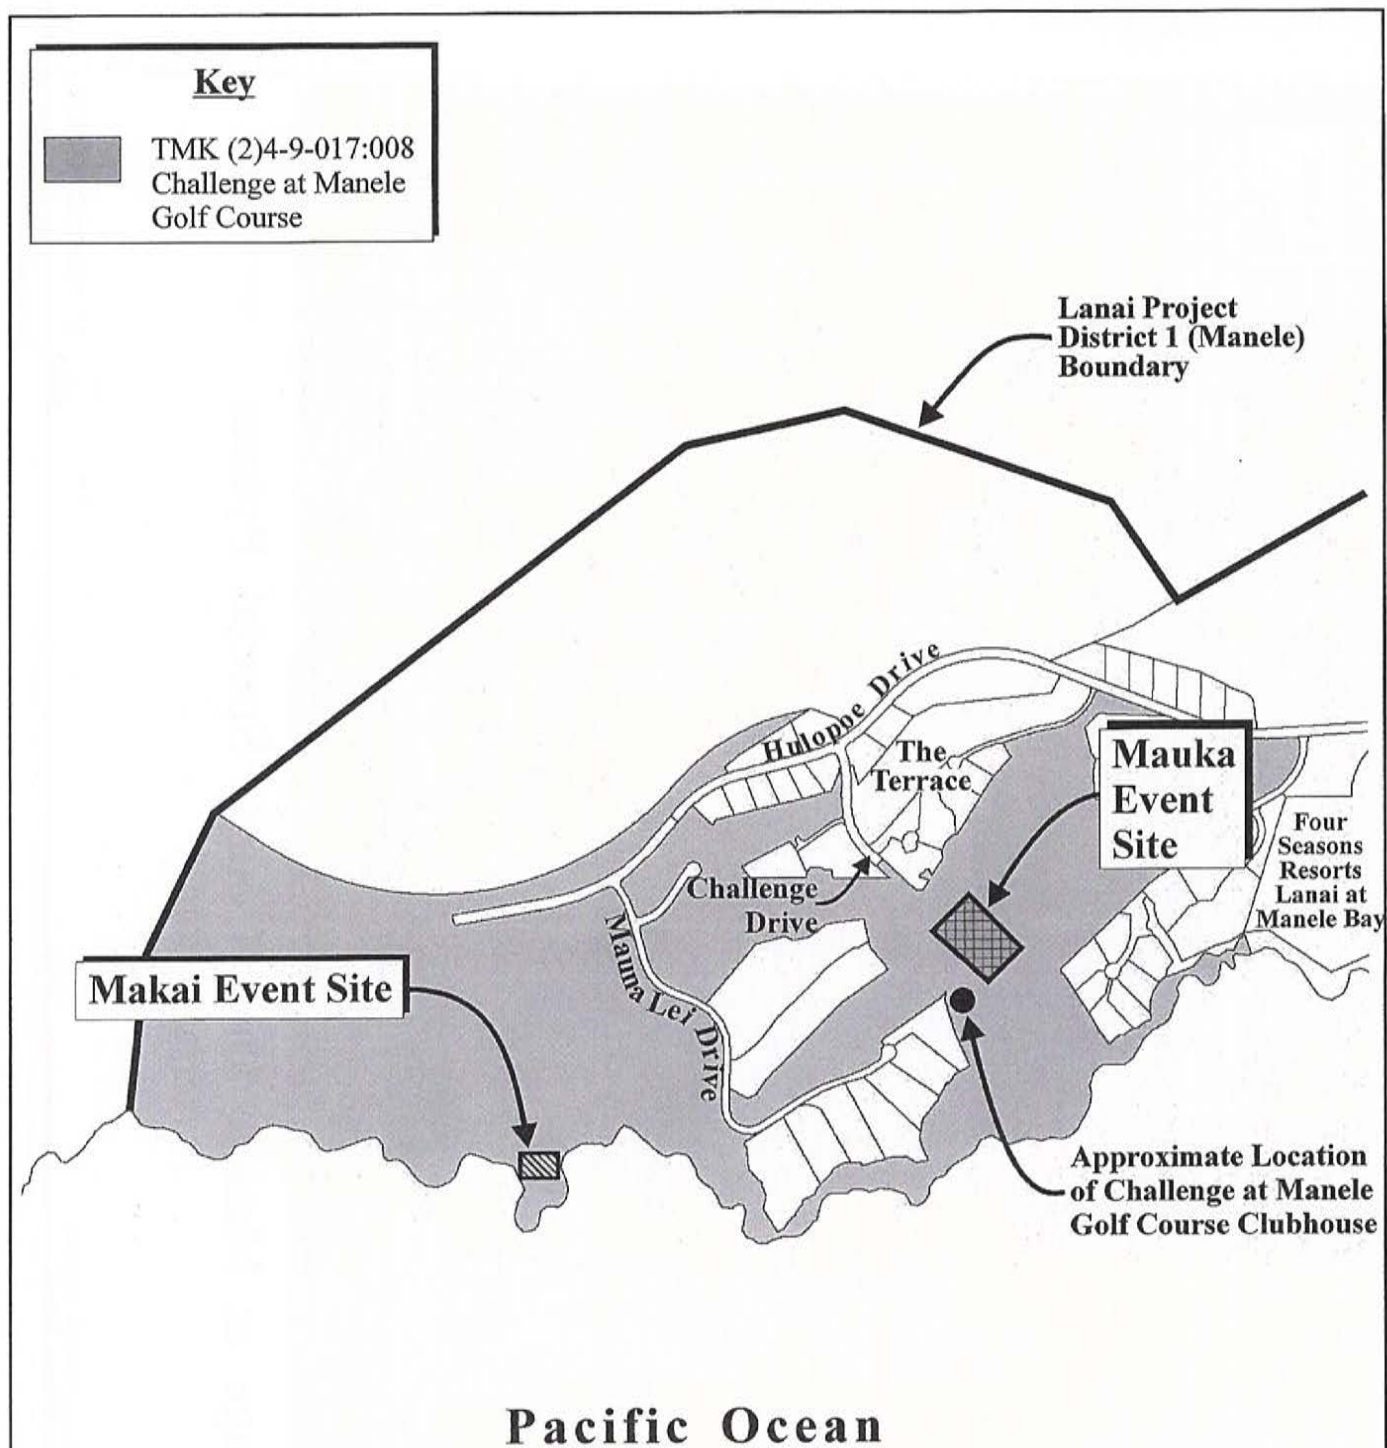 Key
TMK (2)4-9-017:008
Challenge at Manele
Golf Course
Lanai Project
District 1 (Manele)
Boundary
Hulopoe Drive
The
Terrace
Mauka
Event
Site
Four
Seasons
Resorts
Lanai at
Manele Bay
Challenge
Drive
Mauna Lei Drive
Makai Event Site
Approximate Location
of Challenge at Manele
Golf Course Clubhouse
Pacific Ocean